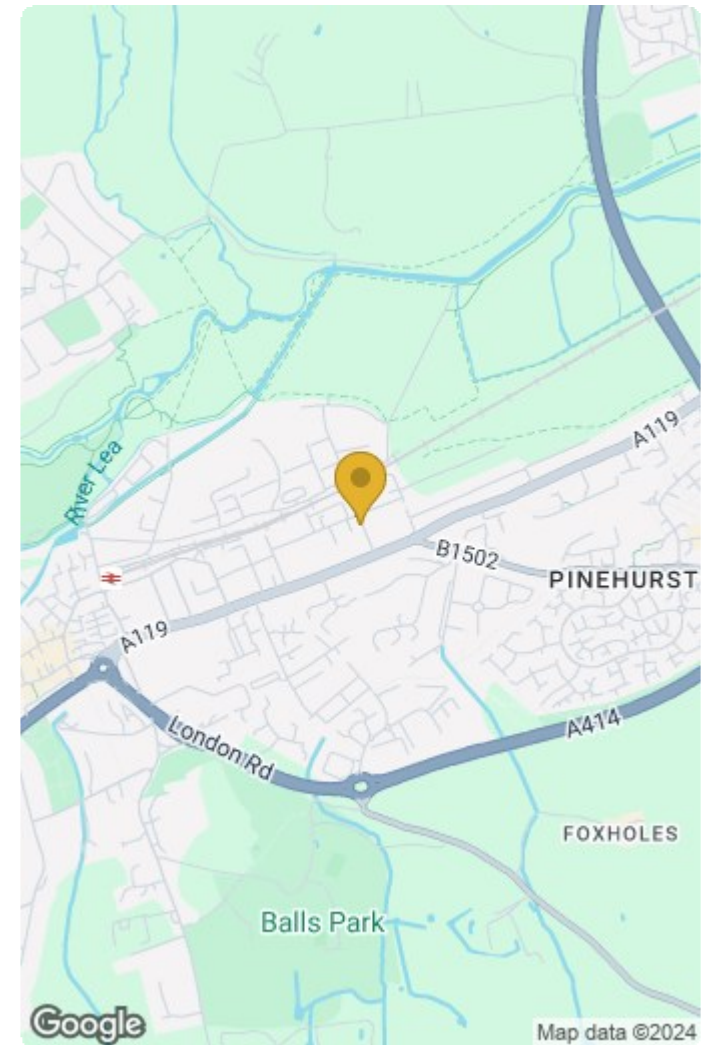 A119
River Lea
B1502
PINEHURST
A119
London Rd
A414
FOXHOLES
Balls Park
Google
Map data ©2024